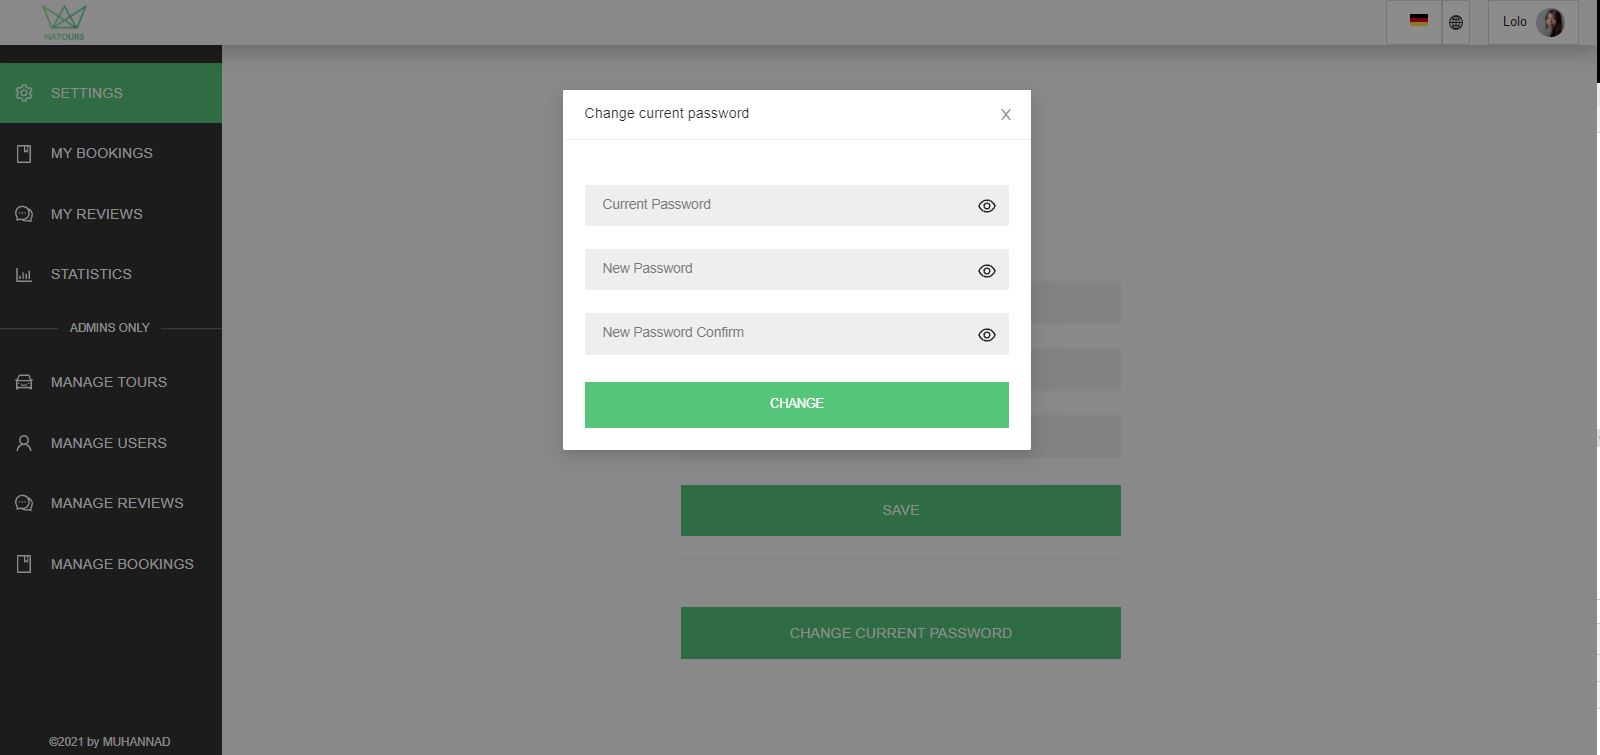 NATOURS
Lolo
SETTINGS
MY BOOKINGS
MY REVIEWS
STATISTICS
ADMINS ONLY
MANAGE TOURS
MANAGE USERS
MANAGE REVIEWS
MANAGE BOOKINGS
©2021 by MUHANNAD
Change current password
X
Current Password
New Password
New Password Confirm
CHANGE
SAVE
CHANGE CURRENT PASSWORD